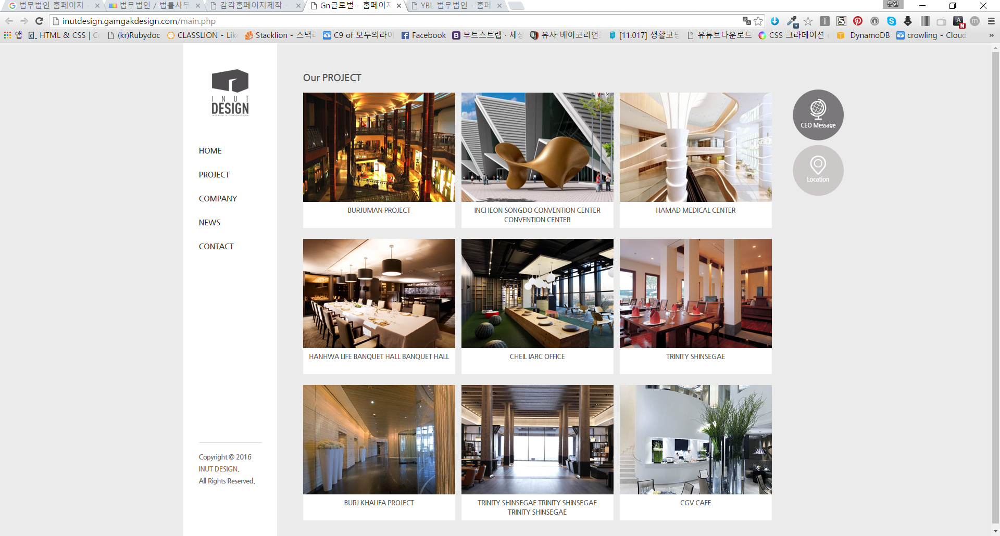 법무법인 홈페이지 -
법무법인 / 법률사무
감각홈페이지제작 -
Gn글로벌 - 홈페이지
YBL 법무법인 - 홈페
용현
inutdesign.gamgakdesign.com/main.php
앱
HTML & CSS | C
(kr)Rubydoc
CLASSLION - Lik
Stacklion - 스택
C9 of 모두의라이
Facebook
부트스트랩 · 세상
유사 베이코리언
[11.017] 생활코딩
유튜브다운로드
CSS 그라데이션
DynamoDB
crowling - Cloud
»
INUT
DESIGN
INTERIOR & CONSTRUCTION
HOME
PROJECT
COMPANY
NEWS
CONTACT
Copyright © 2016
INUT DESIGN.
All Rights Reserved.
Our PROJECT
BURJUMAN PROJECT
INCHEON SONGDO CONVENTION CENTER
CONVENTION CENTER
HAMAD MEDICAL CENTER
HANHWA LIFE BANQUET HALL BANQUET HALL
CHEIL IARC OFFICE
TRINITY SHINSEGAE
BURJ KHALIFA PROJECT
TRINITY SHINSEGAE TRINITY SHINSEGAE
TRINITY SHINSEGAE
CGV CAFE
CEO Message
Location